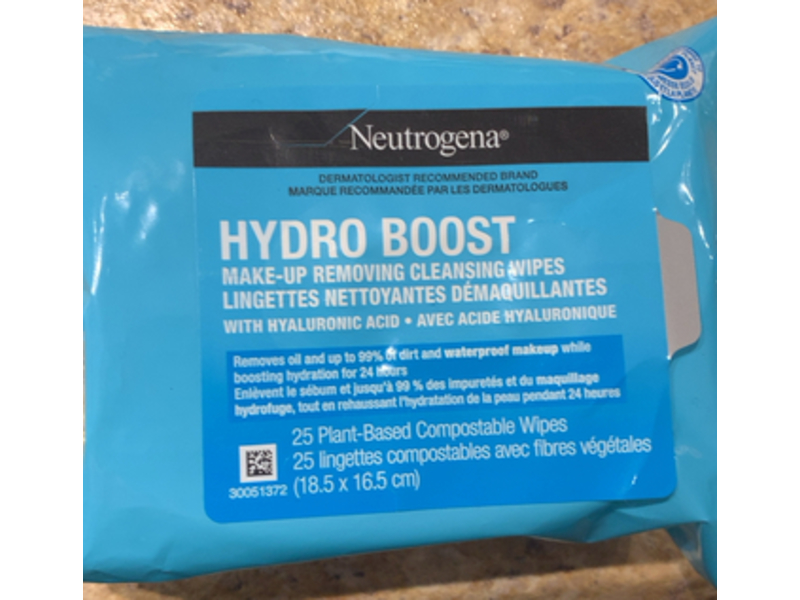 Neutrogena®
DERMATOLOGIST RECOMMENDED BRAND
MARQUE RECOMMANDÉE PAR LES DERMATOLOGUES
HYDRO BOOST
MAKE-UP REMOVING CLEANSING WIPES
LINGETTES NETTOYANTES DÉMAQUILLANTES
WITH HYALURONIC ACID • AVEC ACIDE HYALURONIQUE
Removes oil and up to 99% of dirt and waterproof makeup while
boosting hydration for 24 hours
Enlèvent le sébum et jusqu'à 99 % des impuretés et du maquillage
hydrofuge, tout en rehaussant l'hydratation de la peau pendant 24 heures
25 Plant-Based Compostable Wipes
25 lingettes compostables avec fibres végétales
30051372 (18.5 x 16.5 cm)